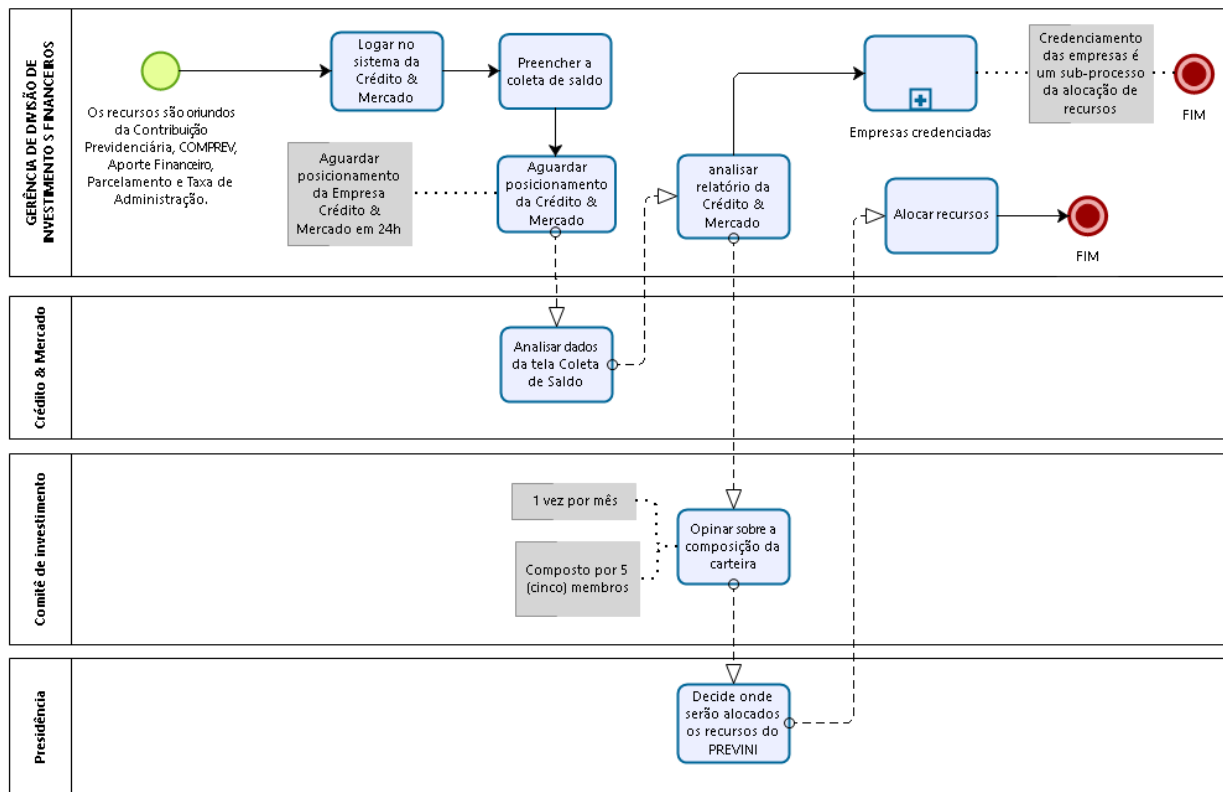 GERÊNCIA DE DIVISÃO DE
INVESTIMENTO S FINANCEIROS
Os recursos são oriundos
da Contribuição
Previdenciária, COMPREV,
Aporte Financeiro,
Parcelamento e Taxa de
Administração.
Logar no
sistema da
Crédito &
Mercado
Preencher a
coleta de saldo
Aguardar
posicionamento
da Empresa
Crédito &
Mercado em 24h
Aguardar
posicionamento
da Crédito &
Mercado
analisar
relatório da
Crédito &
Mercado
Empresas credenciadas
Credenciamento
das empresas é
um sub-processo
da alocação de
recursos
FIM
Alocar recursos
FIM
Crédito & Mercado
Analisar dados
da tela Coleta
de Saldo
Comitê de investimento
1 vez por mês
Composto por 5
(cinco) membros
Opinar sobre a
composição da
carteira
Presidência
Decide onde
serão alocados
os recursos do
PREVINI